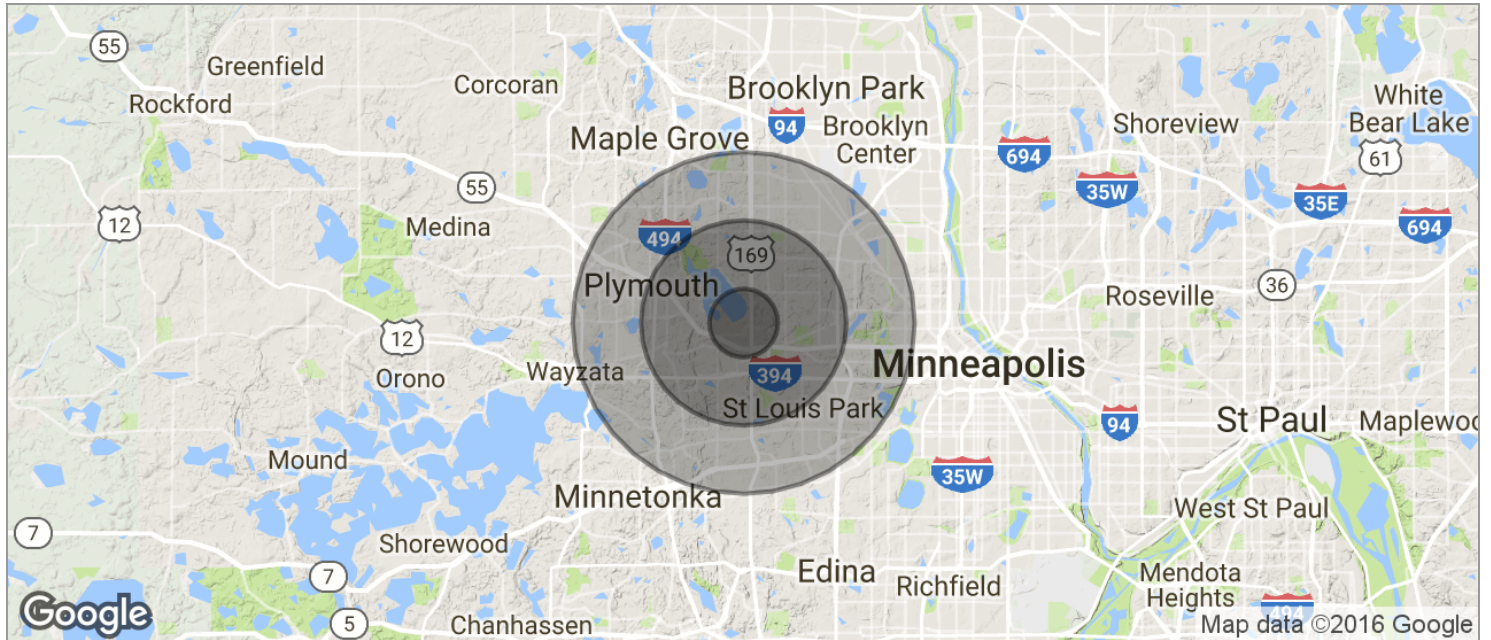 55
Greenfield
Rockford
Corcoran
Brooklyn Park
94
Maple Grove
Brooklyn
Center
694
Shoreview
White
Bear Lake
61
55
35W
35E
12
Medina
494
169
694
Plymouth
Roseville
36
12
Orono
Wayzata
394
Minneapolis
St Louis Park
94
St Paul
Maplewoo
Mound
35W
Minnetonka
West St Paul
7
Shorewood
7
Edina
Richfield
Mendota
Heights
494
Google
5
Chanhassen
Map data ©2016 Google